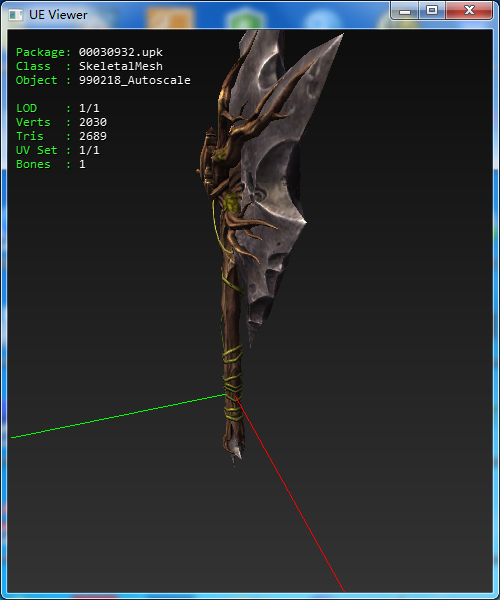 UE Viewer
Package: 00030932.upk
Class : SkeletalMesh
Object : 990218_Autoscale
LOD : 1/1
Verts : 2030
Tris : 2689
UV Set : 1/1
Bones : 1